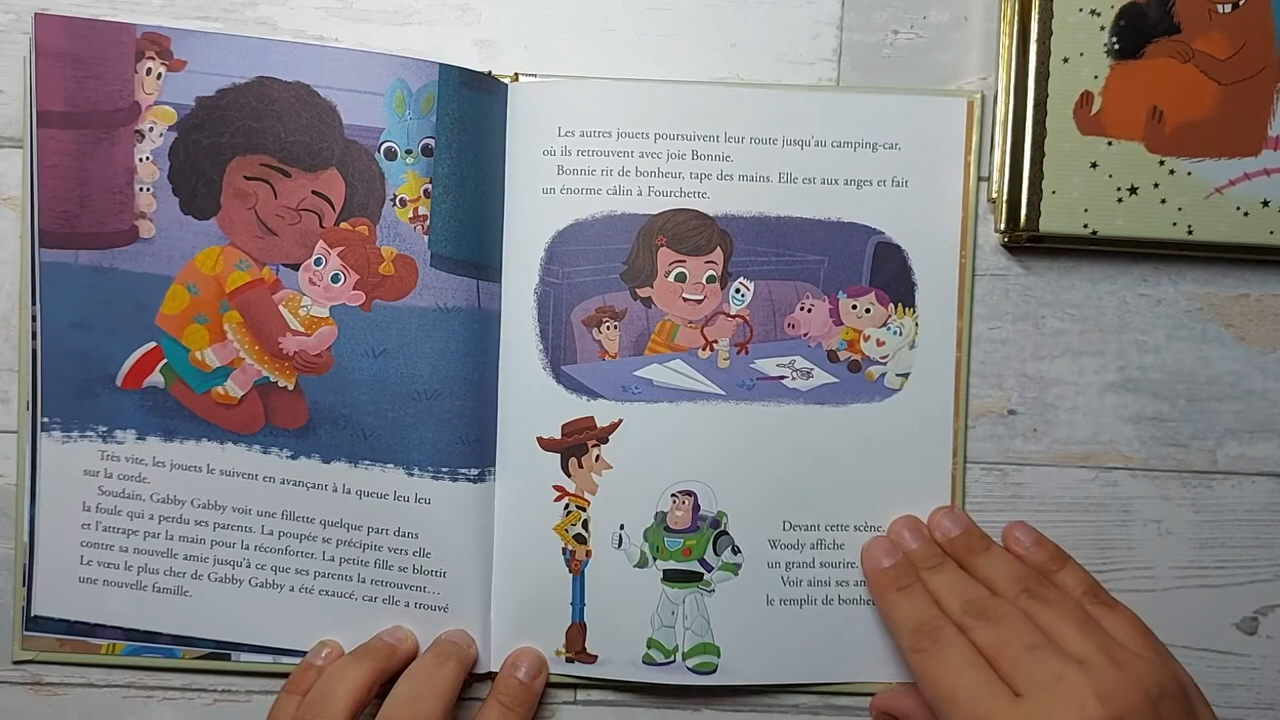 Très vite, les jouets le suivent en avançant à la queue leu leu
sur la corde.
Soudain, Gabby Gabby voit une fillette quelque part dans
la foule qui a perdu ses parents. La poupée se précipite vers elle
et l'attrape par la main pour la réconforter. La petite fille se blottit
contre sa nouvelle amie jusqu'à ce que ses parents la retrouvent…
Le vœu le plus cher de Gabby Gabby a été exaucé, car elle a trouvé
une nouvelle famille.
Les autres jouets poursuivent leur route jusqu'au camping-car,
où ils retrouvent avec joie Bonnie.
Bonnie rit de bonheur, tape des mains. Elle est aux anges et fait
un énorme câlin à Fourchette.
Devant cette scène,
Woody affiche
un grand sourire.
Voir ainsi ses
le remplit de